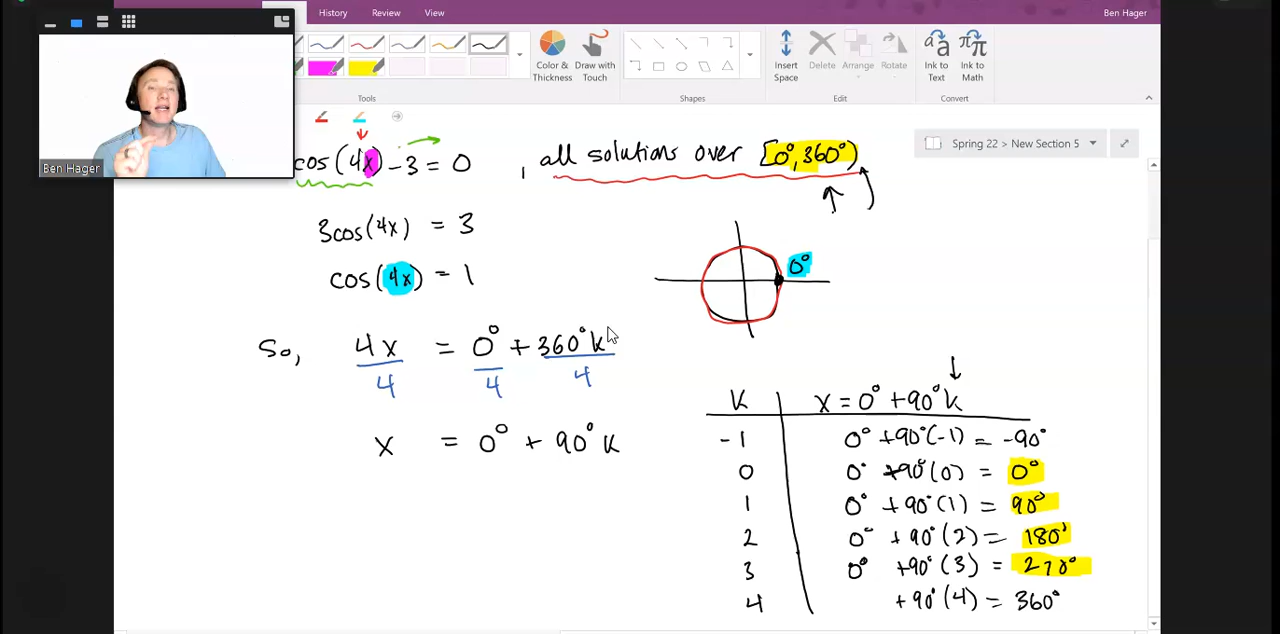 History Review View Ben Hager
Color & Thickness
Draw with Touch
Insert Space
Delete
Arrange
Rotate
Ink to Text
Ink to Math
Tools Shapes Edit Convert
Ben Hager
Spring 22 > New Section 5
cos(4x) - 3 = 0 , all solutions over [0°, 360°)
3cos(4x) = 3
cos(4x) = 1
0°
So, 4x = 0° + 360°k
4 4 4
x = 0° + 90°k
K x = 0° + 90°k
-1 0° + 90°(-1) = -90°
0 0° + 90°(0) = 0°
1 0° + 90°(1) = 90°
2 0° + 90°(2) = 180°
3 0° + 90°(3) = 270°
4 + 90°(4) = 360°